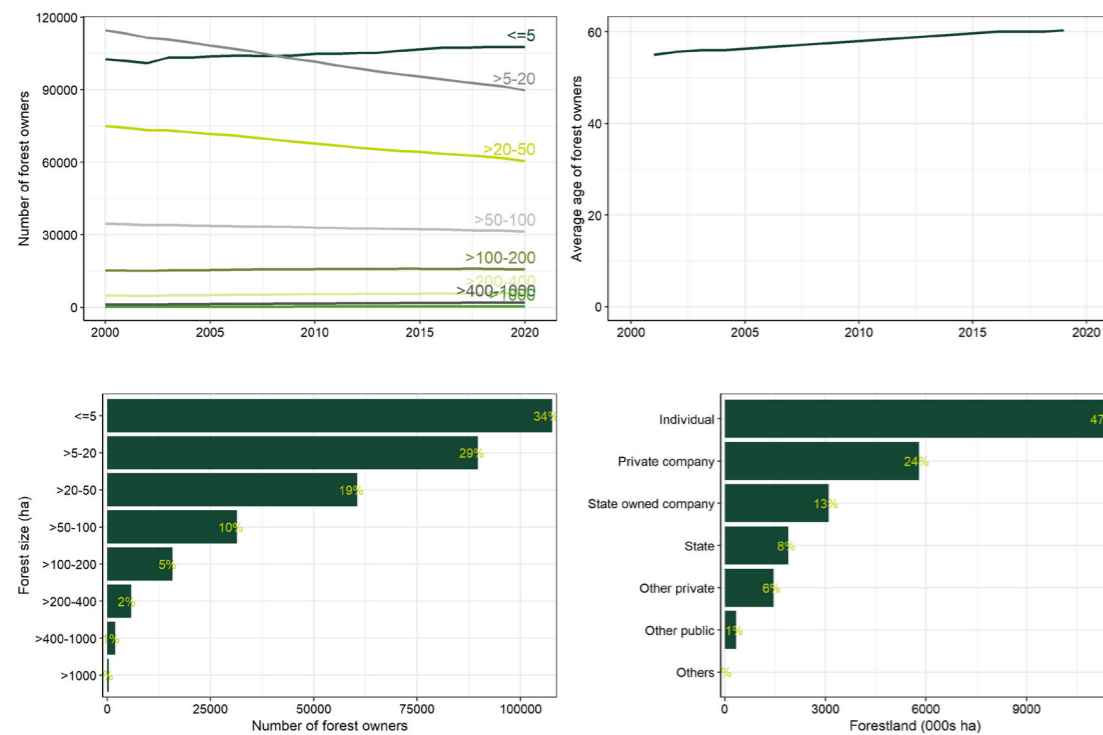 120000
90000
60000
30000
0
Number of forest owners
<=5
>5-20
>20-50
>50-100
>100-200
>200-400
>400-1000
>1000
2000 2005 2010 2015 2020
60
40
20
0
Average age of forest owners
2000 2005 2010 2015 2020
Forest size (ha)
<=5 34%
>5-20 29%
>20-50 19%
>50-100 10%
>100-200 5%
>200-400 2%
>400-1000 1%
>1000 %
0 25000 50000 75000 100000
Number of forest owners
Individual 47
Private company 24%
State owned company 13%
State 8%
Other private 6%
Other public 1%
Others %
0 3000 6000 9000
Forestland (000s ha)